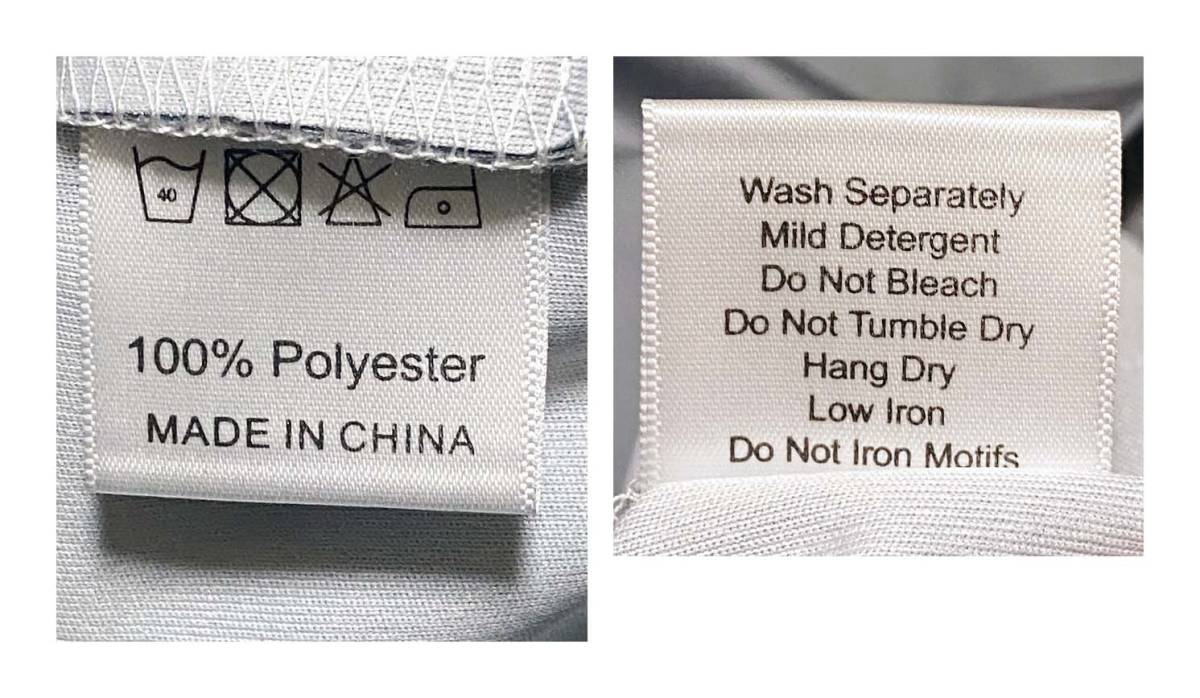 40
100% Polyester
MADE IN CHINA
Wash Separately
Mild Detergent
Do Not Bleach
Do Not Tumble Dry
Hang Dry
Low Iron
Do Not Iron Motifs